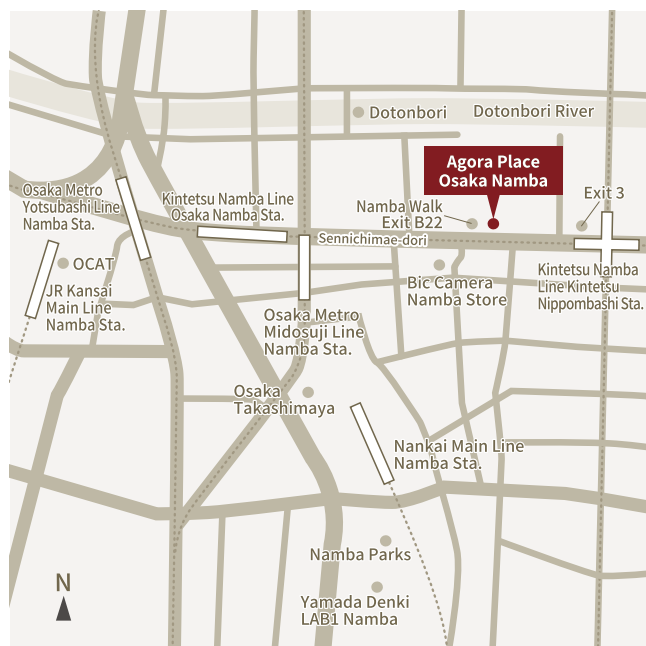 Dotonbori
Dotonbori River
Agora Place
Osaka Namba
Osaka Metro
Yotsubashi Line
Namba Sta.
Kintetsu Namba Line
Osaka Namba Sta.
Namba Walk
Exit B22
Exit 3
Sennichimae-dori
OCAT
JR Kansai
Main Line
Namba Sta.
Bic Camera
Namba Store
Kintetsu Namba
Line Kintetsu
Nippombashi Sta.
Osaka Metro
Midosuji Line
Namba Sta.
Osaka
Takashimaya
Nankai Main Line
Namba Sta.
Namba Parks
Yamada Denki
LAB1 Namba
N